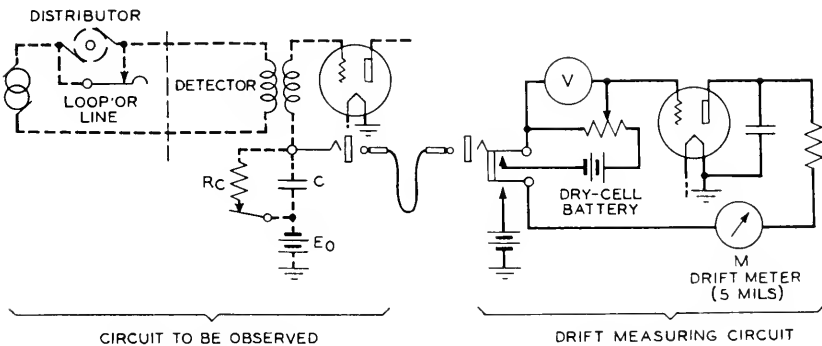 DISTRIBUTOR
LOOP'OR
LINE
DETECTOR
RC
C
E0
V
DRY-CELL
BATTERY
M
DRIFT METER
(5 MILS)
CIRCUIT TO BE OBSERVED
DRIFT MEASURING CIRCUIT